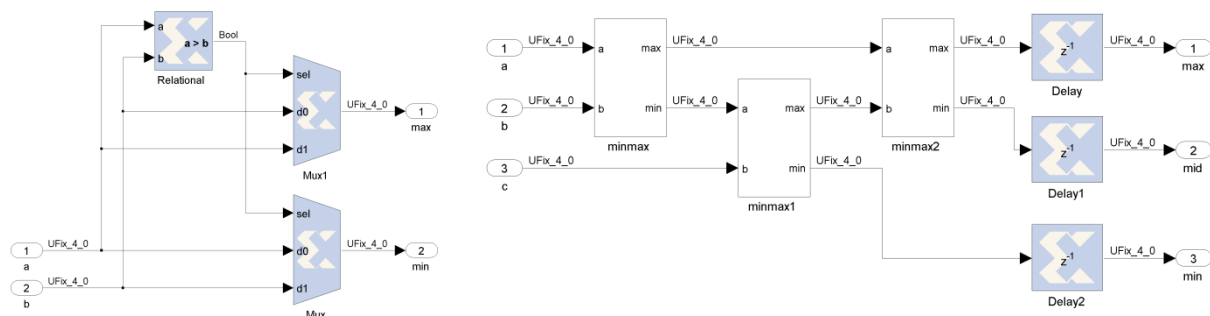 a
a > b
b
Relational
Bool
sel
d0
d1
Mux1
UFix_4_0
1
max
sel
d0
d1
Mux
UFix_4_0
2
min
1
a
UFix_4_0
2
b
UFix_4_0
1
a
UFix_4_0
2
b
UFix_4_0
3
c
UFix_4_0
a
max
b
min
minmax
UFix_4_0
UFix_4_0
a
max
b
min
minmax1
UFix_4_0
UFix_4_0
a
max
b
min
minmax2
UFix_4_0
UFix_4_0
z-1
Delay
UFix_4_0
1
max
z-1
Delay1
UFix_4_0
2
mid
z-1
Delay2
UFix_4_0
3
min